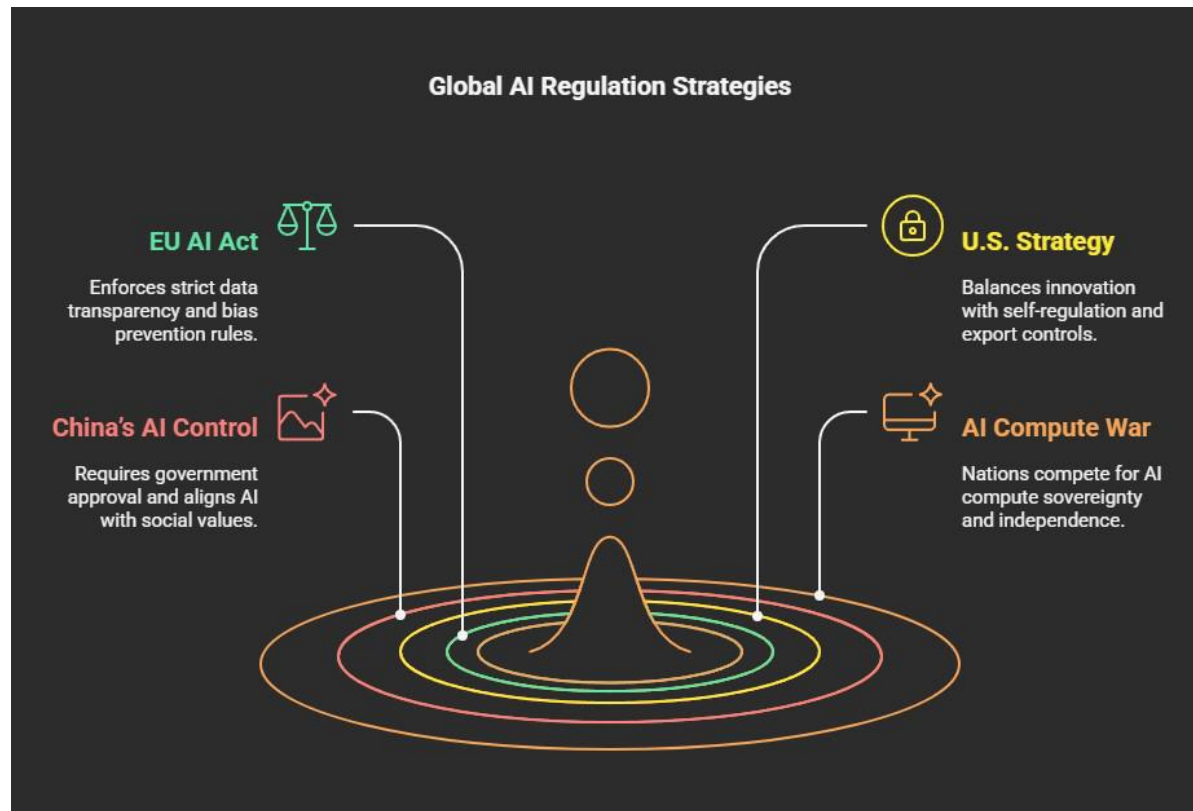 Global AI Regulation Strategies
EU AI Act
Enforces strict data
transparency and bias
prevention rules.
China's AI Control
Requires government
approval and aligns AI
with social values.
U.S. Strategy
Balances innovation
with self-regulation and
export controls.
AI Compute War
Nations compete for AI
compute sovereignty
and independence.